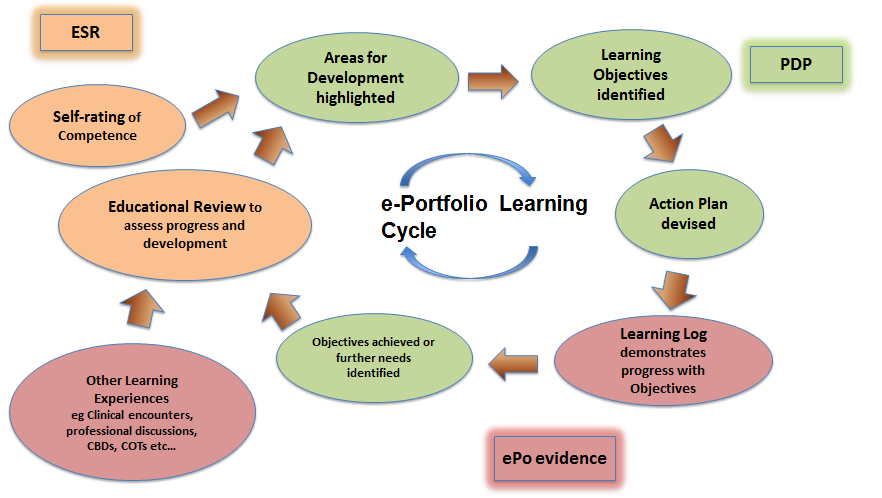 ESR
Areas for
Development
highlighted
Learning
Objectives
identified
PDP
Self-rating of
Competence
Educational Review to
assess progress and
development
e-Portfolio Learning
Cycle
Action Plan
devised
Learning Log
demonstrates
progress with
Objectives
Objectives achieved or
further needs
identified
Other Learning
Experiences
eg Clinical encounters,
professional discussions,
CBDs, COTs etc...
ePo evidence